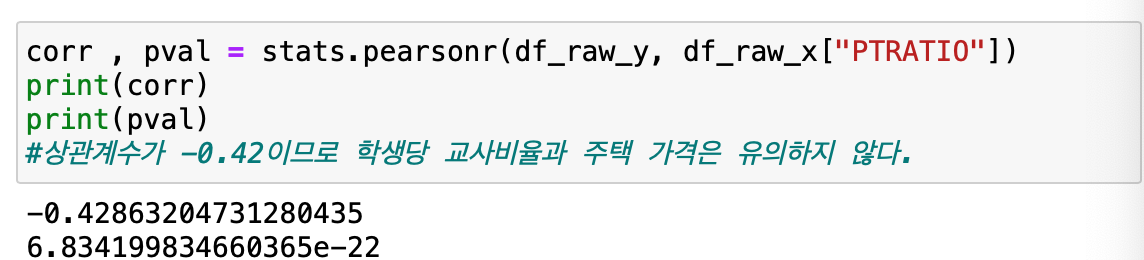 corr , pval = stats.pearsonr(df_raw_y, df_raw_x["PTRATIO"])
print(corr)
print(pval)
#상관계수가 -0.42이므로 학생당 교사비율과 주택 가격은 유의하지 않다.
-0.42863204731280435
6.834199834660365e-22